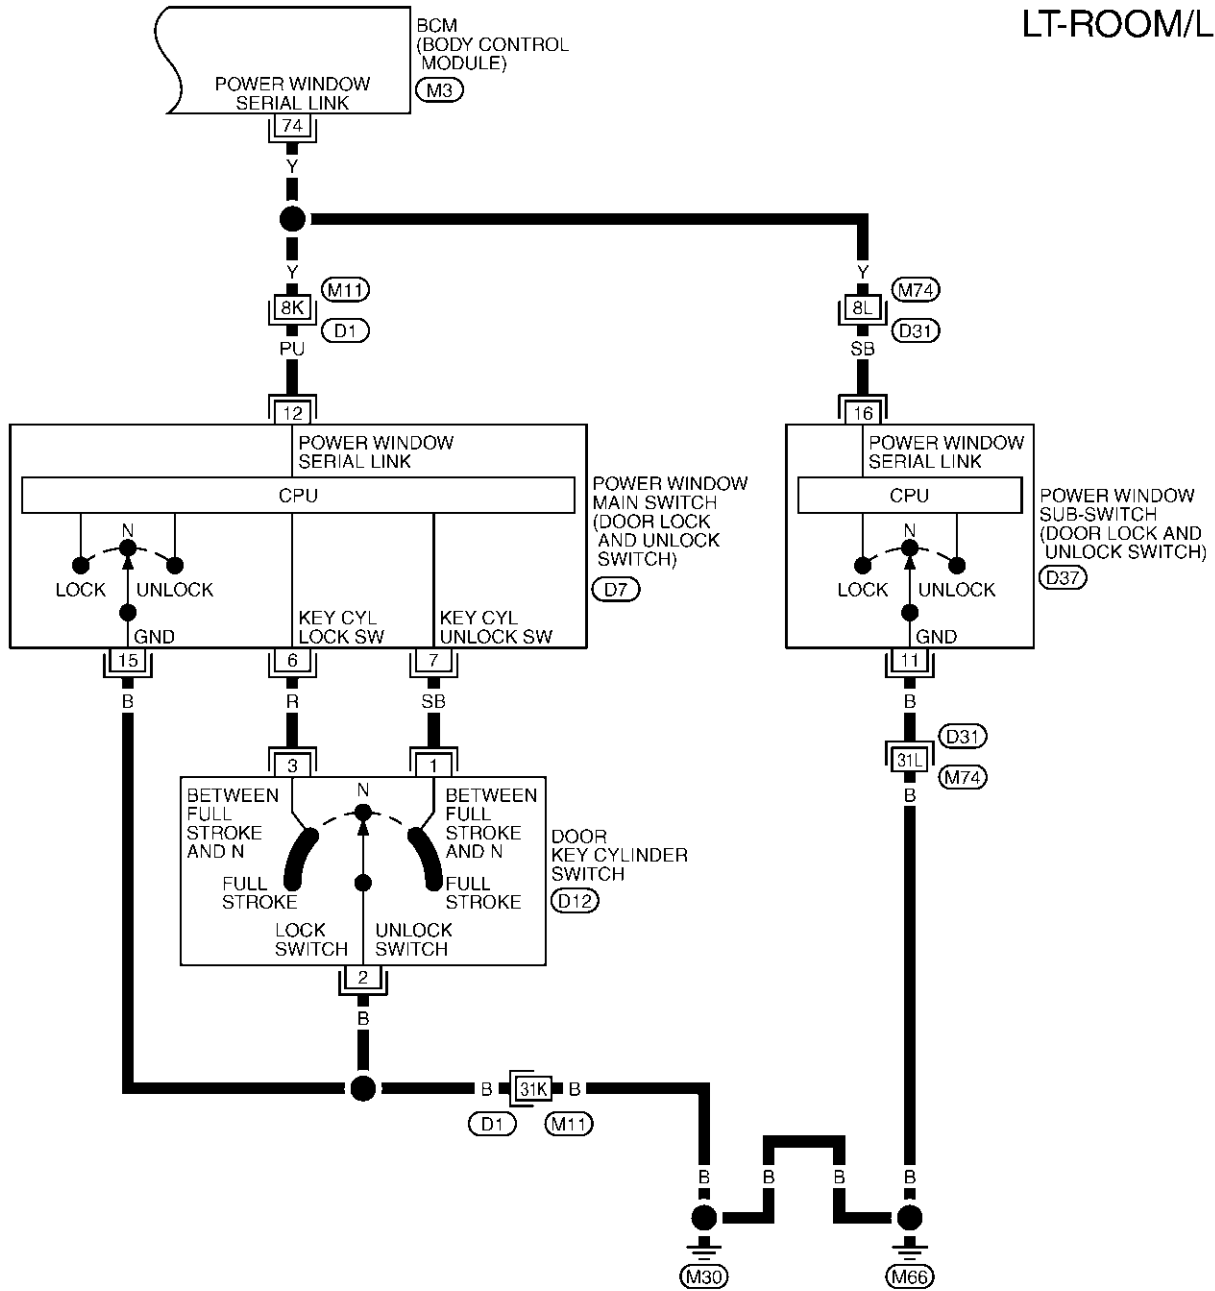 LT-ROOM/L
BCM
(BODY CONTROL
MODULE)
M3
POWER WINDOW
SERIAL LINK
74
Y
Y
Y
M11
8K
D1
M74
8L
D31
PU
SB
12
16
POWER WINDOW
SERIAL LINK
CPU
N
LOCK
UNLOCK
GND
KEY CYL
LOCK SW
KEY CYL
UNLOCK SW
POWER WINDOW
MAIN SWITCH
(DOOR LOCK
AND UNLOCK
SWITCH)
D7
POWER WINDOW
SERIAL LINK
CPU
N
LOCK
UNLOCK
GND
POWER WINDOW
SUB-SWITCH
(DOOR LOCK AND
UNLOCK SWITCH)
D37
15
6
7
11
B
R
SB
B
D31
31L
M74
B
3
1
BETWEEN
FULL
STROKE
AND N
FULL
STROKE
N
BETWEEN
FULL
STROKE
AND N
FULL
STROKE
LOCK
SWITCH
UNLOCK
SWITCH
DOOR
KEY CYLINDER
SWITCH
D12
2
B
B
31K
B
D1
M11
B
B
B
B
M30
M66